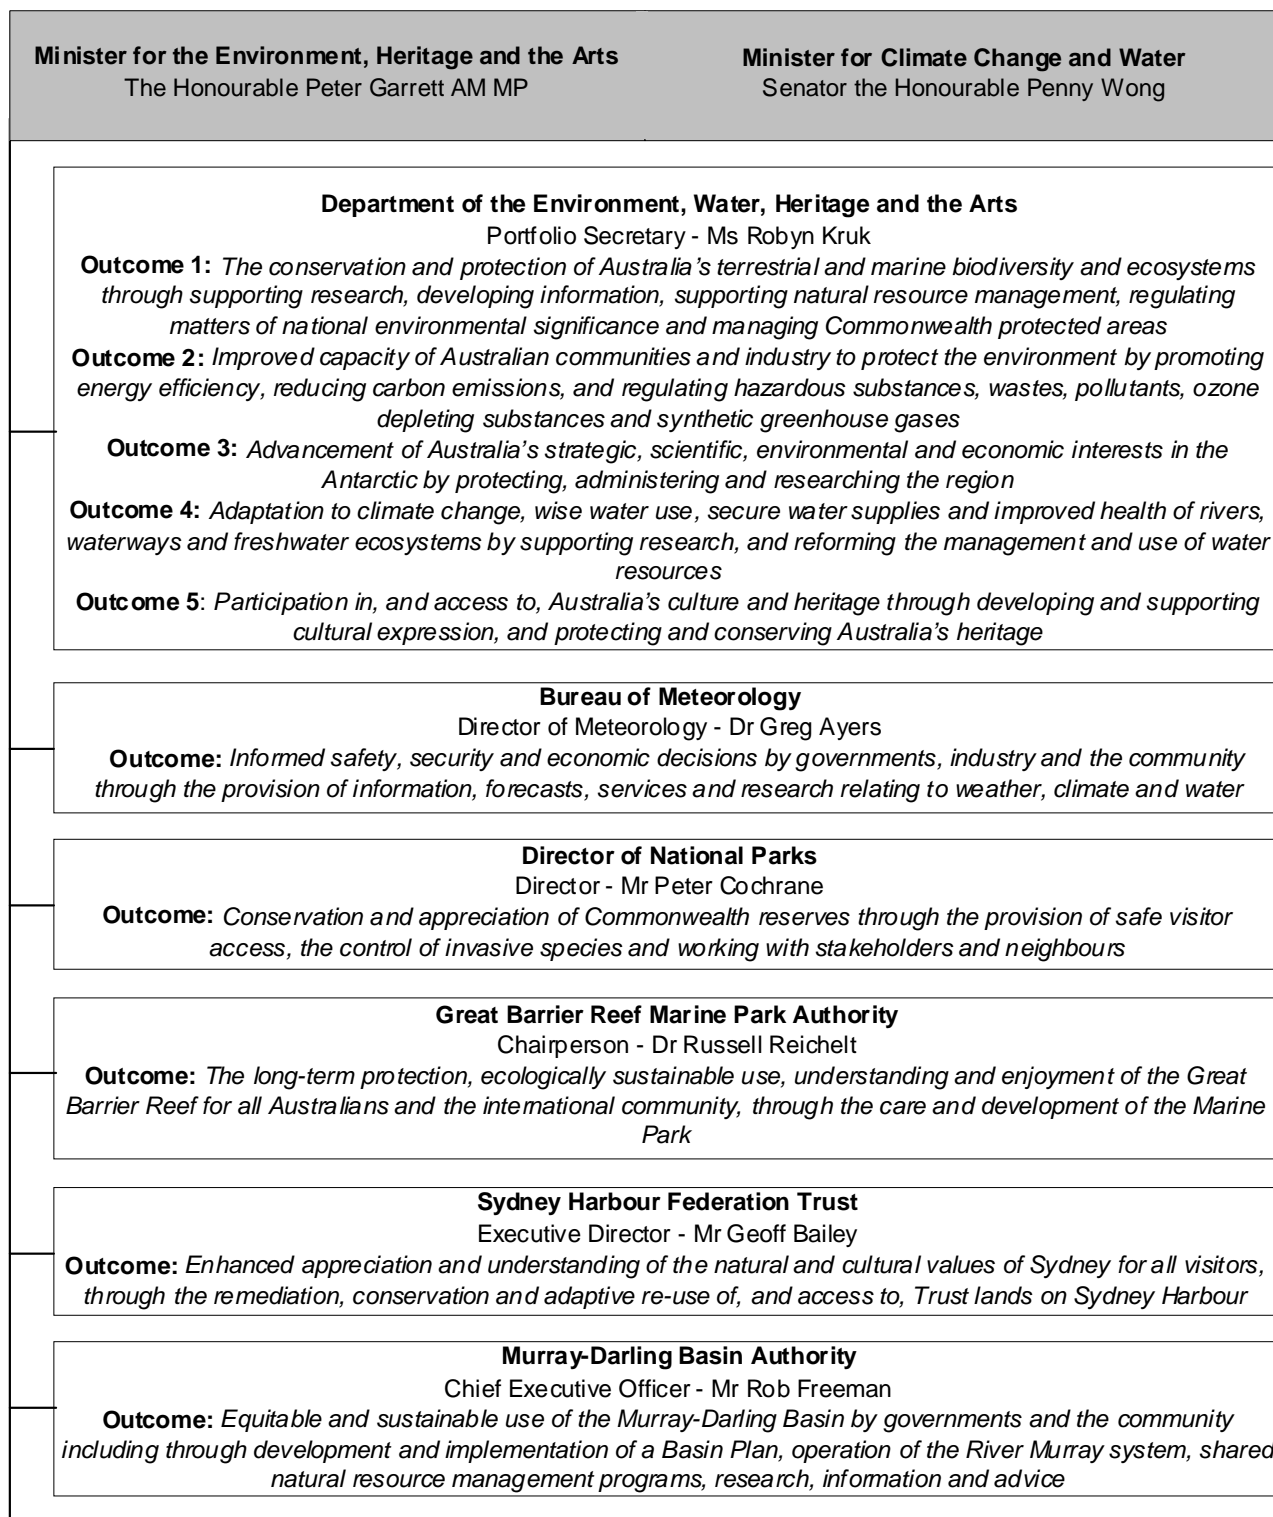 Minister for the Environment, Heritage and the Arts
The Honourable Peter Garrett AM MP
Minister for Climate Change and Water
Senator the Honourable Penny Wong
Department of the Environment, Water, Heritage and the Arts
Portfolio Secretary - Ms Robyn Kruk
Outcome 1: The conservation and protection of Australia's terrestrial and marine biodiversity and ecosystems
through supporting research, developing information, supporting natural resource management, regulating
matters of national environmental significance and managing Commonwealth protected areas
Outcome 2: Improved capacity of Australian communities and industry to protect the environment by promoting
energy efficiency, reducing carbon emissions, and regulating hazardous substances, wastes, pollutants, ozone
depleting substances and synthetic greenhouse gases
Outcome 3: Advancement of Australia's strategic, scientific, environmental and economic interests in the
Antarctic by protecting, administering and researching the region
Outcome 4: Adaptation to climate change, wise water use, secure water supplies and improved health of rivers,
waterways and freshwater ecosystems by supporting research, and reforming the management and use of water
resources
Outcome 5: Participation in, and access to, Australia's culture and heritage through developing and supporting
cultural expression, and protecting and conserving Australia's heritage
Bureau of Meteorology
Director of Meteorology - Dr Greg Ayers
Outcome: Informed safety, security and economic decisions by governments, industry and the community
through the provision of information, forecasts, services and research relating to weather, climate and water
Director of National Parks
Director - Mr Peter Cochrane
Outcome: Conservation and appreciation of Commonwealth reserves through the provision of safe visitor
access, the control of invasive species and working with stakeholders and neighbours
Great Barrier Reef Marine Park Authority
Chairperson - Dr Russell Reichelt
Outcome: The long-term protection, ecologically sustainable use, understanding and enjoyment of the Great
Barrier Reef for all Australians and the international community, through the care and development of the Marine
Park
Sydney Harbour Federation Trust
Executive Director - Mr Geoff Bailey
Outcome: Enhanced appreciation and understanding of the natural and cultural values of Sydney for all visitors,
through the remediation, conservation and adaptive re-use of, and access to, Trust lands on Sydney Harbour
Murray-Darling Basin Authority
Chief Executive Officer - Mr Rob Freeman
Outcome: Equitable and sustainable use of the Murray-Darling Basin by governments and the community
including through development and implementation of a Basin Plan, operation of the River Murray system, shared
natural resource management programs, research, information and advice